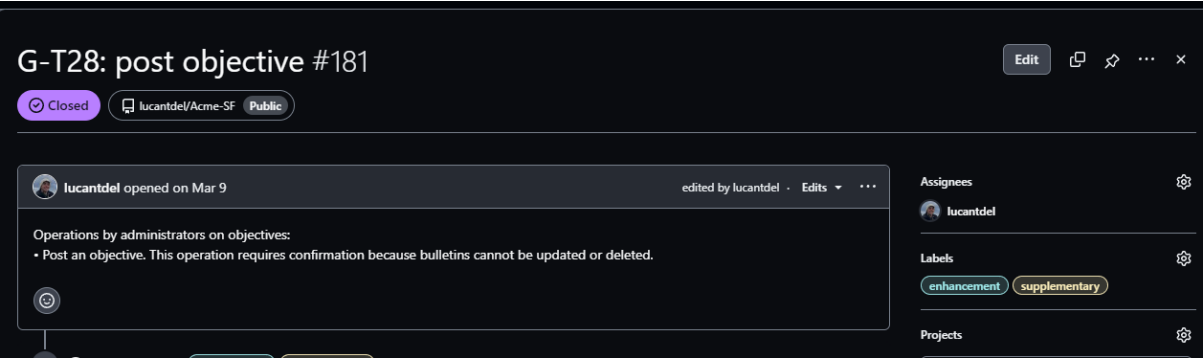 G-T28: post objective #181
Edit
Closed
lucantdel/Acme-SF Public
lucantdel opened on Mar 9
edited by lucantdel · Edits
Operations by administrators on objectives:
• Post an objective. This operation requires confirmation because bulletins cannot be updated or deleted.
Assignees
lucantdel
Labels
enhancement supplementary
Projects